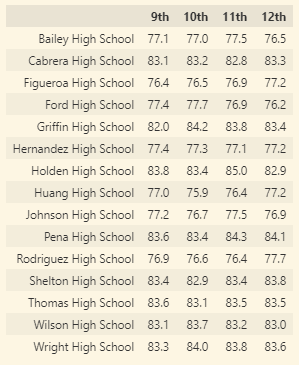 9th 10th 11th 12th
Bailey High School 77.1 77.0 77.5 76.5
Cabrera High School 83.1 83.2 82.8 83.3
Figueroa High School 76.4 76.5 76.9 77.2
Ford High School 77.4 77.7 76.9 76.2
Griffin High School 82.0 84.2 83.8 83.4
Hernandez High School 77.4 77.3 77.1 77.2
Holden High School 83.8 83.4 85.0 82.9
Huang High School 77.0 75.9 76.4 77.2
Johnson High School 77.2 76.7 77.5 76.9
Pena High School 83.6 83.4 84.3 84.1
Rodriguez High School 76.9 76.6 76.4 77.7
Shelton High School 83.4 82.9 83.4 83.8
Thomas High School 83.6 83.1 83.5 83.5
Wilson High School 83.1 83.7 83.2 83.0
Wright High School 83.3 84.0 83.8 83.6